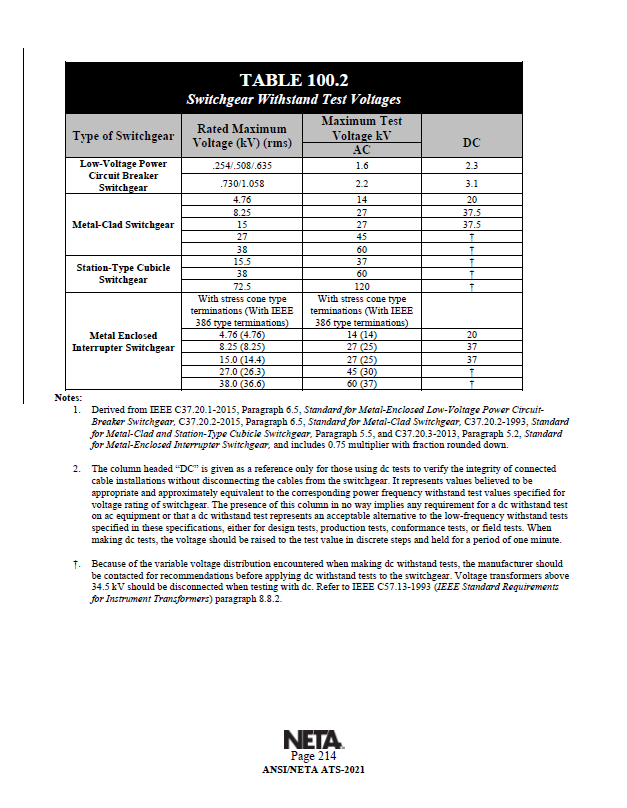 TABLE 100.2
Switchgear Withstand Test Voltages
Type of Switchgear
Rated Maximum
Voltage (kV) (rms)
Maximum Test
Voltage kV
AC
DC
Low-Voltage Power
Circuit Breaker
Switchgear
.254/.508/.635 1.6 2.3
.730/1.058 2.2 3.1
Metal-Clad Switchgear
4.76 14 20
8.25 27 37.5
15 27 37.5
27 45 †
38 60 †
Station-Type Cubicle
Switchgear
15.5 37 †
38 60 †
72.5 120 †
Metal Enclosed
Interrupter Switchgear
With stress cone type
terminations (With IEEE
386 type terminations)
With stress cone type
terminations (With IEEE
386 type terminations)
4.76 (4.76) 14 (14) 20
8.25 (8.25) 27 (25) 37
15.0 (14.4) 27 (25) 37
27.0 (26.3) 45 (30) †
38.0 (36.6) 60 (37) †
Notes:
1. Derived from IEEE C37.20.1-2015, Paragraph 6.5, Standard for Metal-Enclosed Low-Voltage Power Circuit-
Breaker Switchgear, C37.20.2-2015, Paragraph 6.5, Standard for Metal-Clad Switchgear, C37.20.2-1993, Standard
for Metal-Clad and Station-Type Cubicle Switchgear, Paragraph 5.5, and C37.20.3-2013, Paragraph 5.2, Standard
for Metal-Enclosed Interrupter Switchgear, and includes 0.75 multiplier with fraction rounded down.
2. The column headed “DC” is given as a reference only for those using dc tests to verify the integrity of connected
cable installations without disconnecting the cables from the switchgear. It represents values believed to be
appropriate and approximately equivalent to the corresponding power frequency withstand test values specified for
voltage rating of switchgear. The presence of this column in no way implies any requirement for a dc withstand test
on ac equipment or that a dc withstand test represents an acceptable alternative to the low-frequency withstand tests
specified in these specifications, either for design tests, production tests, conformance tests, or field tests. When
making dc tests, the voltage should be raised to the test value in discrete steps and held for a period of one minute.
†. Because of the variable voltage distribution encountered when making dc withstand tests, the manufacturer should
be contacted for recommendations before applying dc withstand tests to the switchgear. Voltage transformers above
34.5 kV should be disconnected when testing with dc. Refer to IEEE C57.13-1993 (IEEE Standard Requirements
for Instrument Transformers) paragraph 8.8.2.
NETA
Page 214
ANSI/NETA ATS-2021